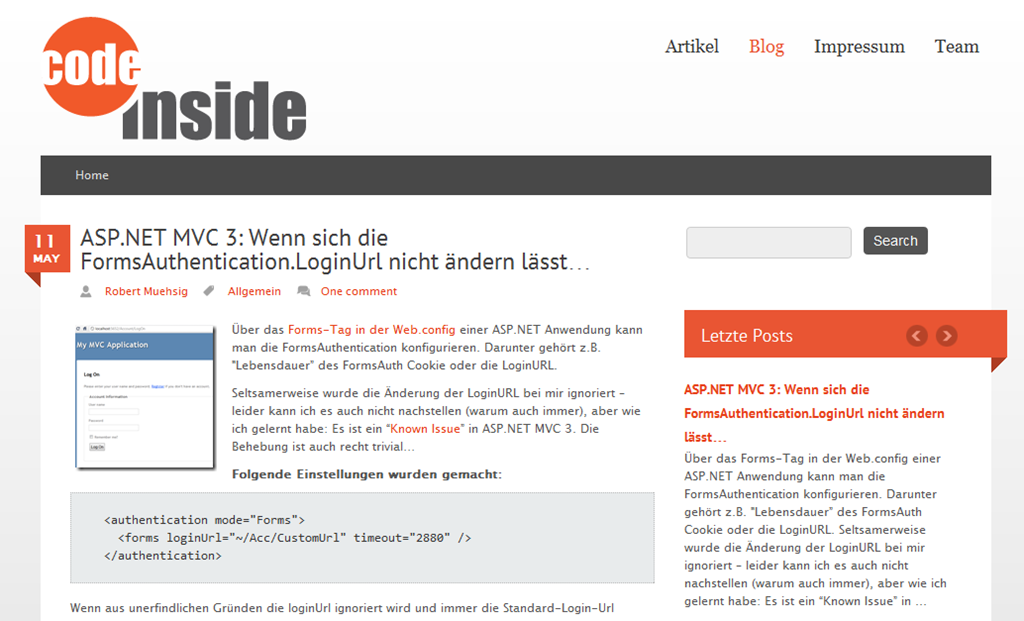 code
inside
Artikel Blog Impressum Team
Home
11
MAY
ASP.NET MVC 3: Wenn sich die
FormsAuthentication.LoginUrl nicht ändern lässt…
Robert Muehsig Allgemein One comment
My MVC Application
Log On
Account Information
User name
Password
Remember me?
Log On
Über das Forms-Tag in der Web.config einer ASP.NET Anwendung kann
man die FormsAuthentication konfigurieren. Darunter gehört z.B.
"Lebensdauer" des FormsAuth Cookie oder die LoginURL.
Seltsamerweise wurde die Änderung der LoginURL bei mir ignoriert –
leider kann ich es auch nicht nachstellen (warum auch immer), aber wie
ich gelernt habe: Es ist ein “Known Issue” in ASP.NET MVC 3. Die
Behebung ist auch recht trivial…
Folgende Einstellungen wurden gemacht:
<authentication mode="Forms">
<forms loginUrl="~/Acc/CustomUrl" timeout="2880" />
</authentication>
Wenn aus unerfindlichen Gründen die loginUrl ignoriert wird und immer die Standard-Login-Url
Search
Letzte Posts
ASP.NET MVC 3: Wenn sich die
FormsAuthentication.LoginUrl nicht ändern
lässt…
Über das Forms-Tag in der Web.config einer
ASP.NET Anwendung kann man die
FormsAuthentication konfigurieren. Darunter
gehört z.B. "Lebensdauer" des FormsAuth
Cookie oder die LoginURL. Seltsamerweise
wurde die Änderung der LoginURL bei mir
ignoriert – leider kann ich es auch nicht
nachstellen (warum auch immer), aber wie ich
gelernt habe: Es ist ein “Known Issue” in …